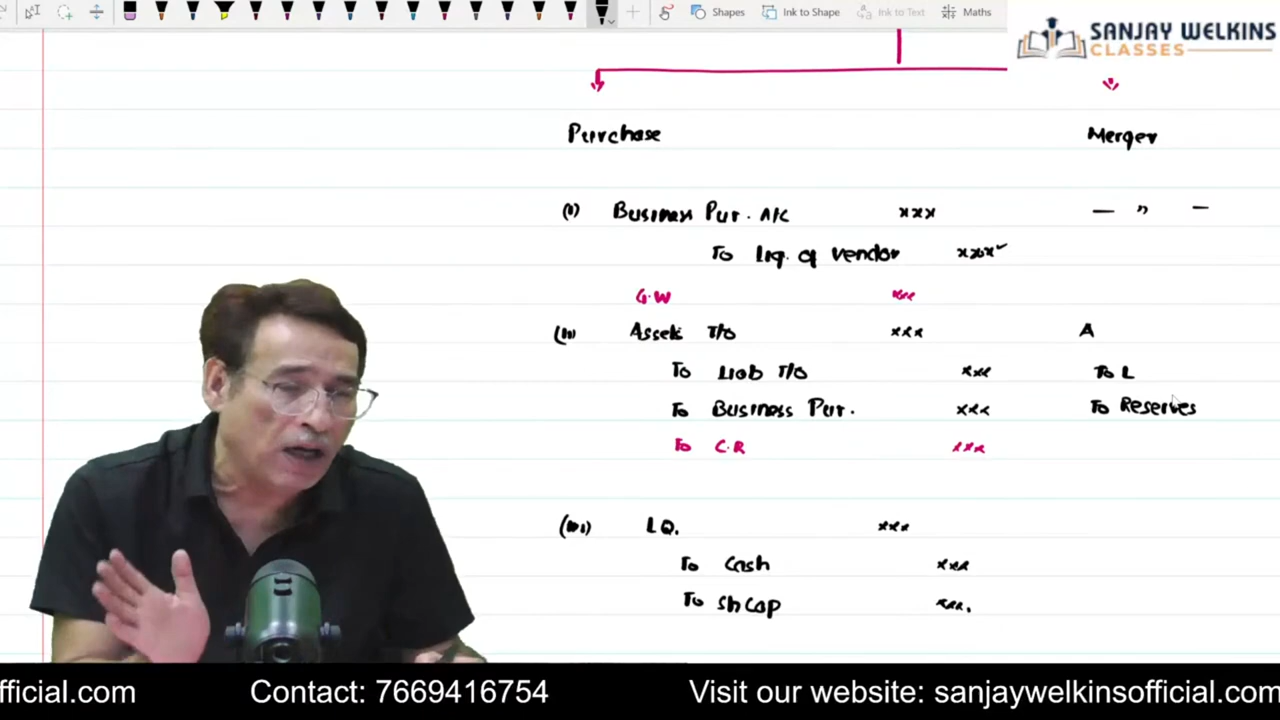 Shapes Ink to Shape Ink to Text Maths
SANJAY WELKINS
CLASSES
Purchase Merger
(i) Business Pur. A/c xxx — " —
To Liq. of vendor xxx✓
G.W xxx
(ii) Assets T/o xxx A
To Liab T/o xxx To L
To Business Pur. xxx To Reserves
To C.R xxx
(iii) LQ. xxx
To Cash xxx
To Sh Cap xxx.
fficial.com Contact: 7669416754 Visit our website: sanjaywelkinsofficial.com